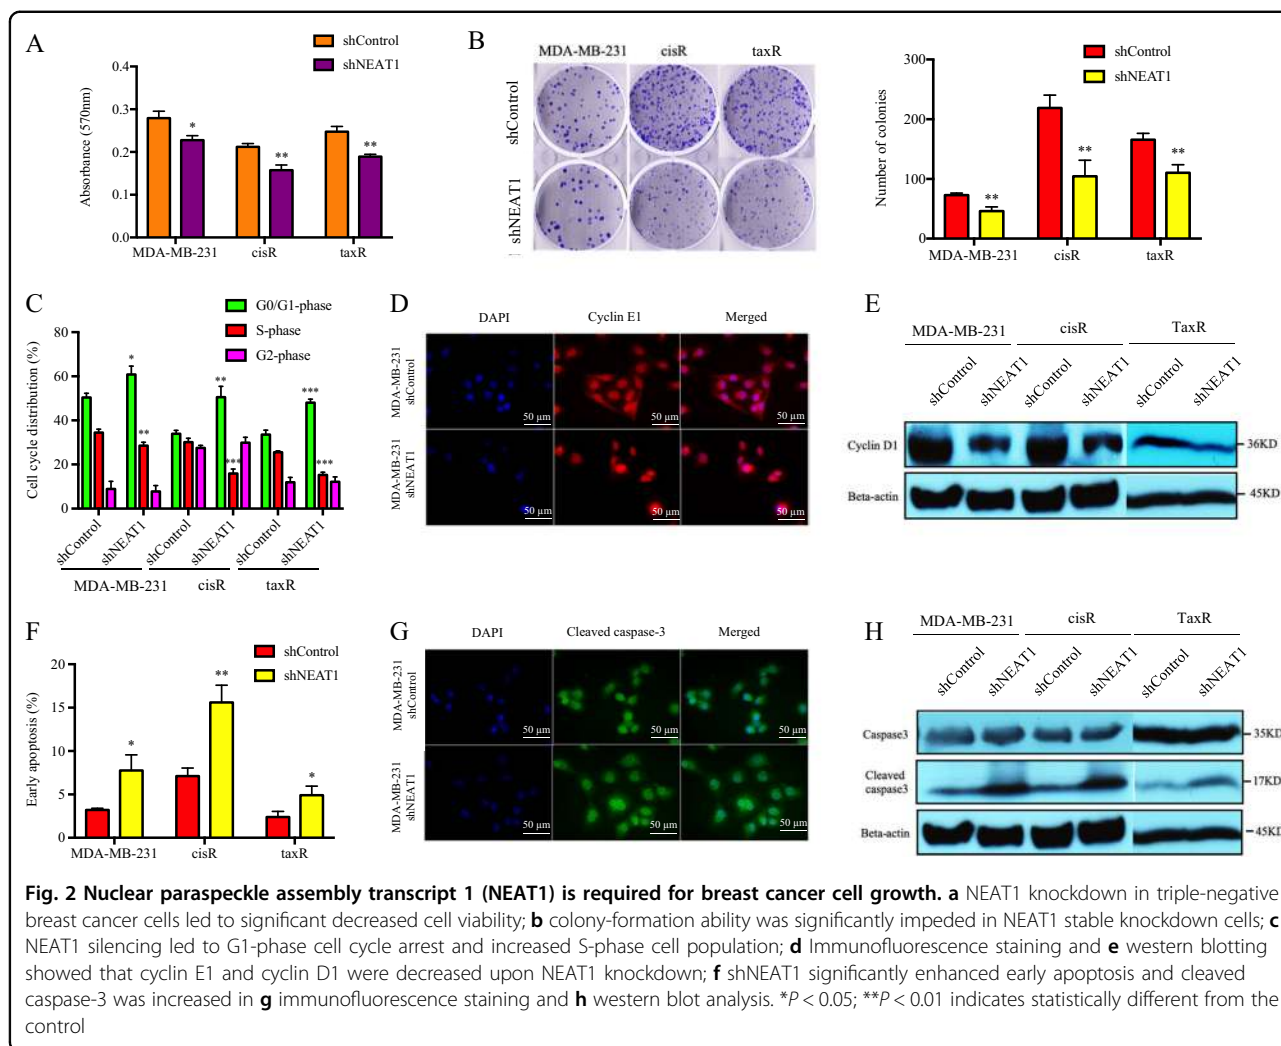 A
shControl
shNEAT1
Absorbance (570nm)
0.4
0.3
0.2
0.1
0.0
*
**
**
MDA-MB-231 cisR taxR
B
MDA-MB-231 cisR taxR
shControl
shNEAT1
shControl
shNEAT1
Number of colonies
300
200
100
0
**
**
**
MDA-MB-231 cisR taxR
C
G0/G1-phase
S-phase
G2-phase
Cell cycle distribution (%)
80
60
40
20
0
*
**
**
***
***
***
shControl shNEAT1 shControl shNEAT1 shControl shNEAT1
MDA-MB-231 cisR taxR
D
DAPI Cyclin E1 Merged
MDA-MB-231
shControl
50 µm 50 µm 50 µm
MDA-MB-231
shNEAT1
50 µm 50 µm 50 µm
E
MDA-MB-231 cisR TaxR
shControl shNEAT1 shControl shNEAT1 shControl shNEAT1
Cyclin D1 36KD
Beta-actin 45KD
F
shControl
shNEAT1
Early apoptosis (%)
20
15
10
5
0
*
**
*
MDA-MB-231 cisR taxR
G
DAPI Cleaved caspase-3 Merged
MDA-MB-231
shControl
50 µm 50 µm 50 µm
MDA-MB-231
shNEAT1
50 µm 50 µm 50 µm
H
MDA-MB-231 cisR TaxR
shControl shNEAT1 shControl shNEAT1 shControl shNEAT1
Caspase3 35KD
Cleaved
caspase3 17KD
Beta-actin 45KD
Fig. 2 Nuclear paraspeckle assembly transcript 1 (NEAT1) is required for breast cancer cell growth. a NEAT1 knockdown in triple-negative
breast cancer cells led to significant decreased cell viability; b colony-formation ability was significantly impeded in NEAT1 stable knockdown cells; c
NEAT1 silencing led to G1-phase cell cycle arrest and increased S-phase cell population; d Immunofluorescence staining and e western blotting
showed that cyclin E1 and cyclin D1 were decreased upon NEAT1 knockdown; f shNEAT1 significantly enhanced early apoptosis and cleaved
caspase-3 was increased in g immunofluorescence staining and h western blot analysis. *P < 0.05; **P < 0.01 indicates statistically different from the
control